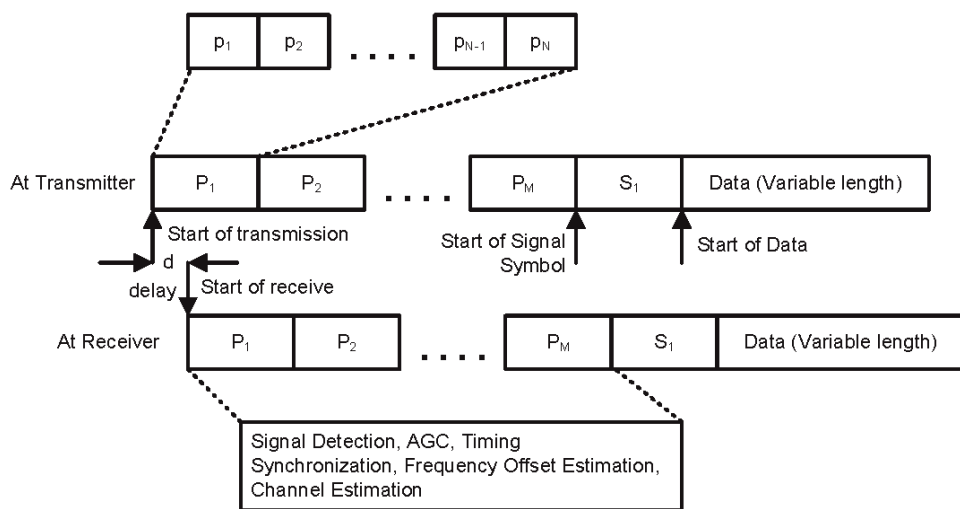 p₁ p₂ . . . . pN-1 pN
At Transmitter P₁ P₂ . . . . PM S₁ Data (Variable length)
Start of transmission
Start of Signal
Symbol
Start of Data
d
delay
Start of receive
At Receiver P₁ P₂ . . . . PM S₁ Data (Variable length)
Signal Detection, AGC, Timing
Synchronization, Frequency Offset Estimation,
Channel Estimation